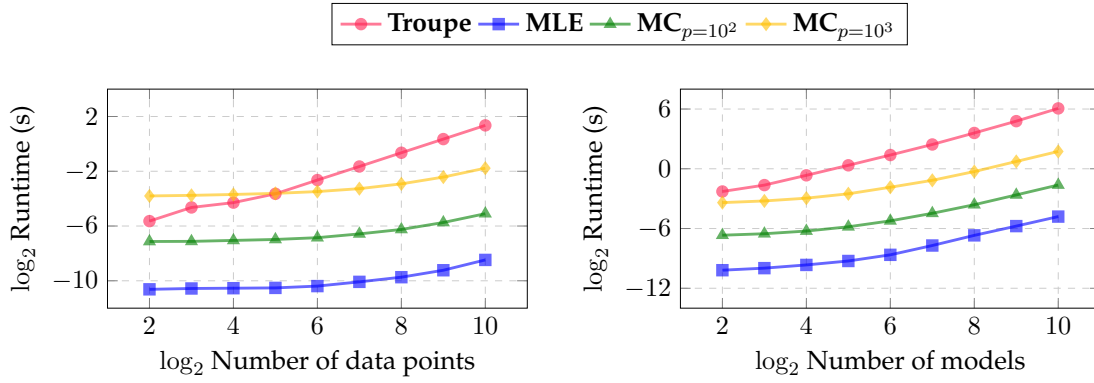 Troupe MLE MC_{p=10^2} MC_{p=10^3}
log_2 Runtime (s)
2
−2
−6
−10
2 4 6 8 10
log_2 Number of data points
log_2 Runtime (s)
6
0
−6
−12
2 4 6 8 10
log_2 Number of models